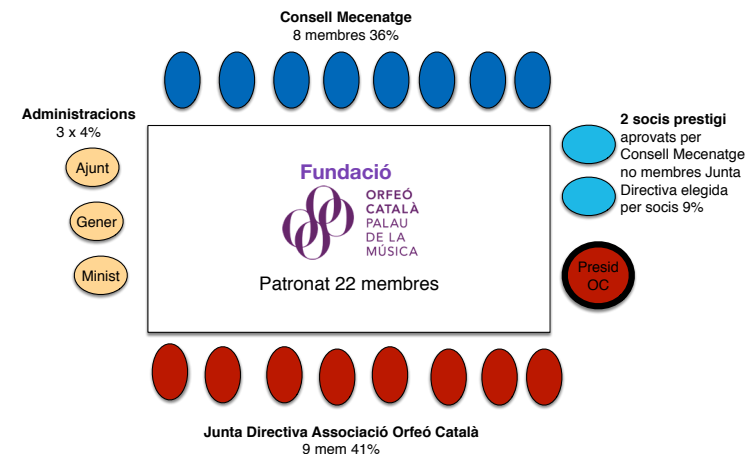 Consell Mecenatge
8 membres 36%
Administracions
3 x 4%
Ajunt
Gener
Minist
Fundació
ORFEÓ
CATALÀ
PALAU
DE LA
MÚSICA
Patronat 22 membres
2 socis prestigi
aprovats per
Consell Mecenatge
no membres Junta
Directiva elegida
per socis 9%
Presid
OC
Junta Directiva Associació Orfeó Català
9 mem 41%